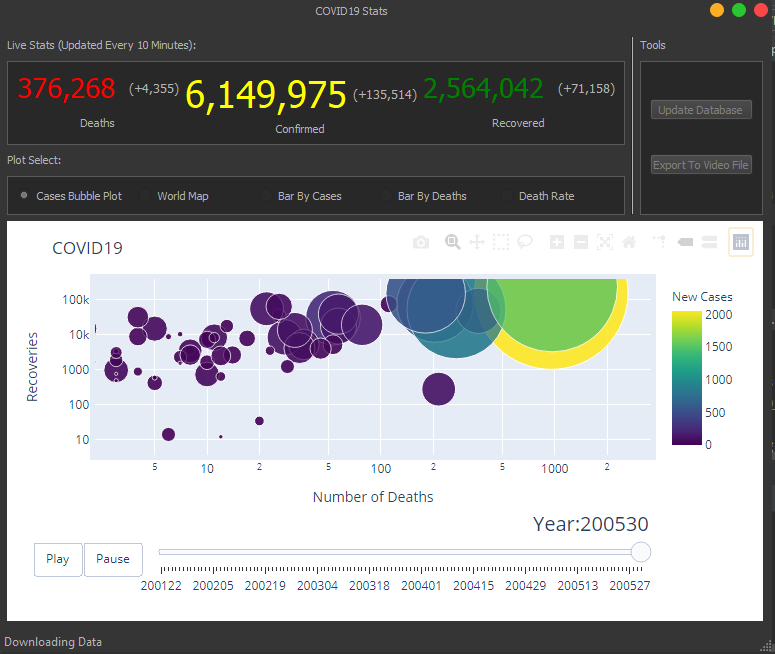 COVID19 Stats
Live Stats (Updated Every 10 Minutes):
Tools
376,268 (+4,355) 6,149,975 (+135,514) 2,564,042 (+71,158)
Deaths Confirmed Recovered
Update Database
Export To Video File
Plot Select:
Cases Bubble Plot World Map Bar By Cases Bar By Deaths Death Rate
COVID19
New Cases
2000
1500
1000
500
0
Recoveries
100k
10k
1000
100
10
5 10 2 5 100 2 5 1000 2
Number of Deaths
Year:200530
Play Pause
200122 200205 200219 200304 200318 200401 200415 200429 200513 200527
Downloading Data